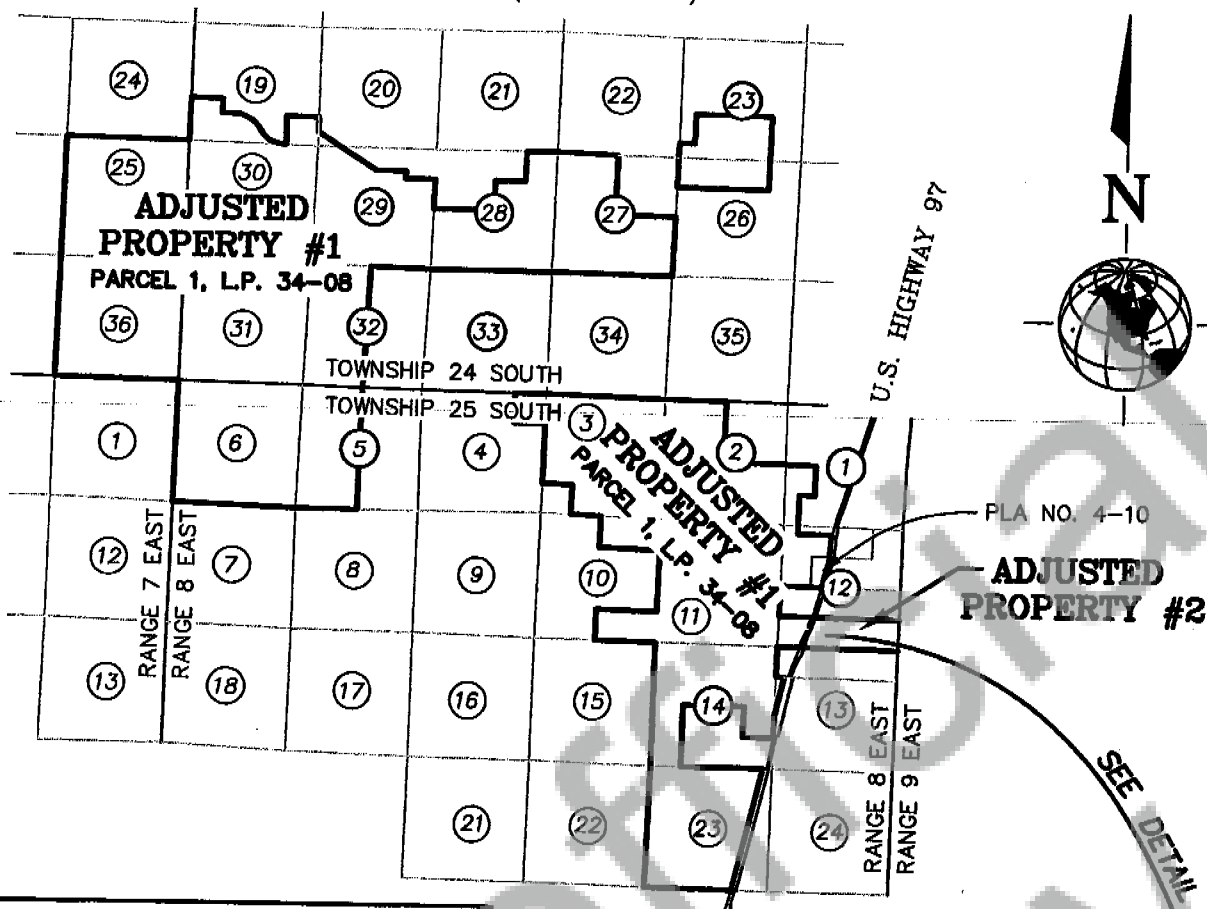 24 19 20 21 22 23
25 30 29 28 27 26
ADJUSTED
PROPERTY #1
PARCEL 1, L.P. 34-08
36 31 32 33 34 35
TOWNSHIP 24 SOUTH
TOWNSHIP 25 SOUTH
U.S. HIGHWAY 97
N
1 6 5 4 3 2 1
ADJUSTED
PROPERTY #1
PARCEL 1, L.P. 34-08
PLA NO. 4-10
12 7 8 9 10 11 12
ADJUSTED
PROPERTY #2
RANGE 7 EAST
RANGE 8 EAST
13 18 17 16 15 14 13
21 22 23 24
RANGE 8 EAST
RANGE 9 EAST
SEE DETAIL